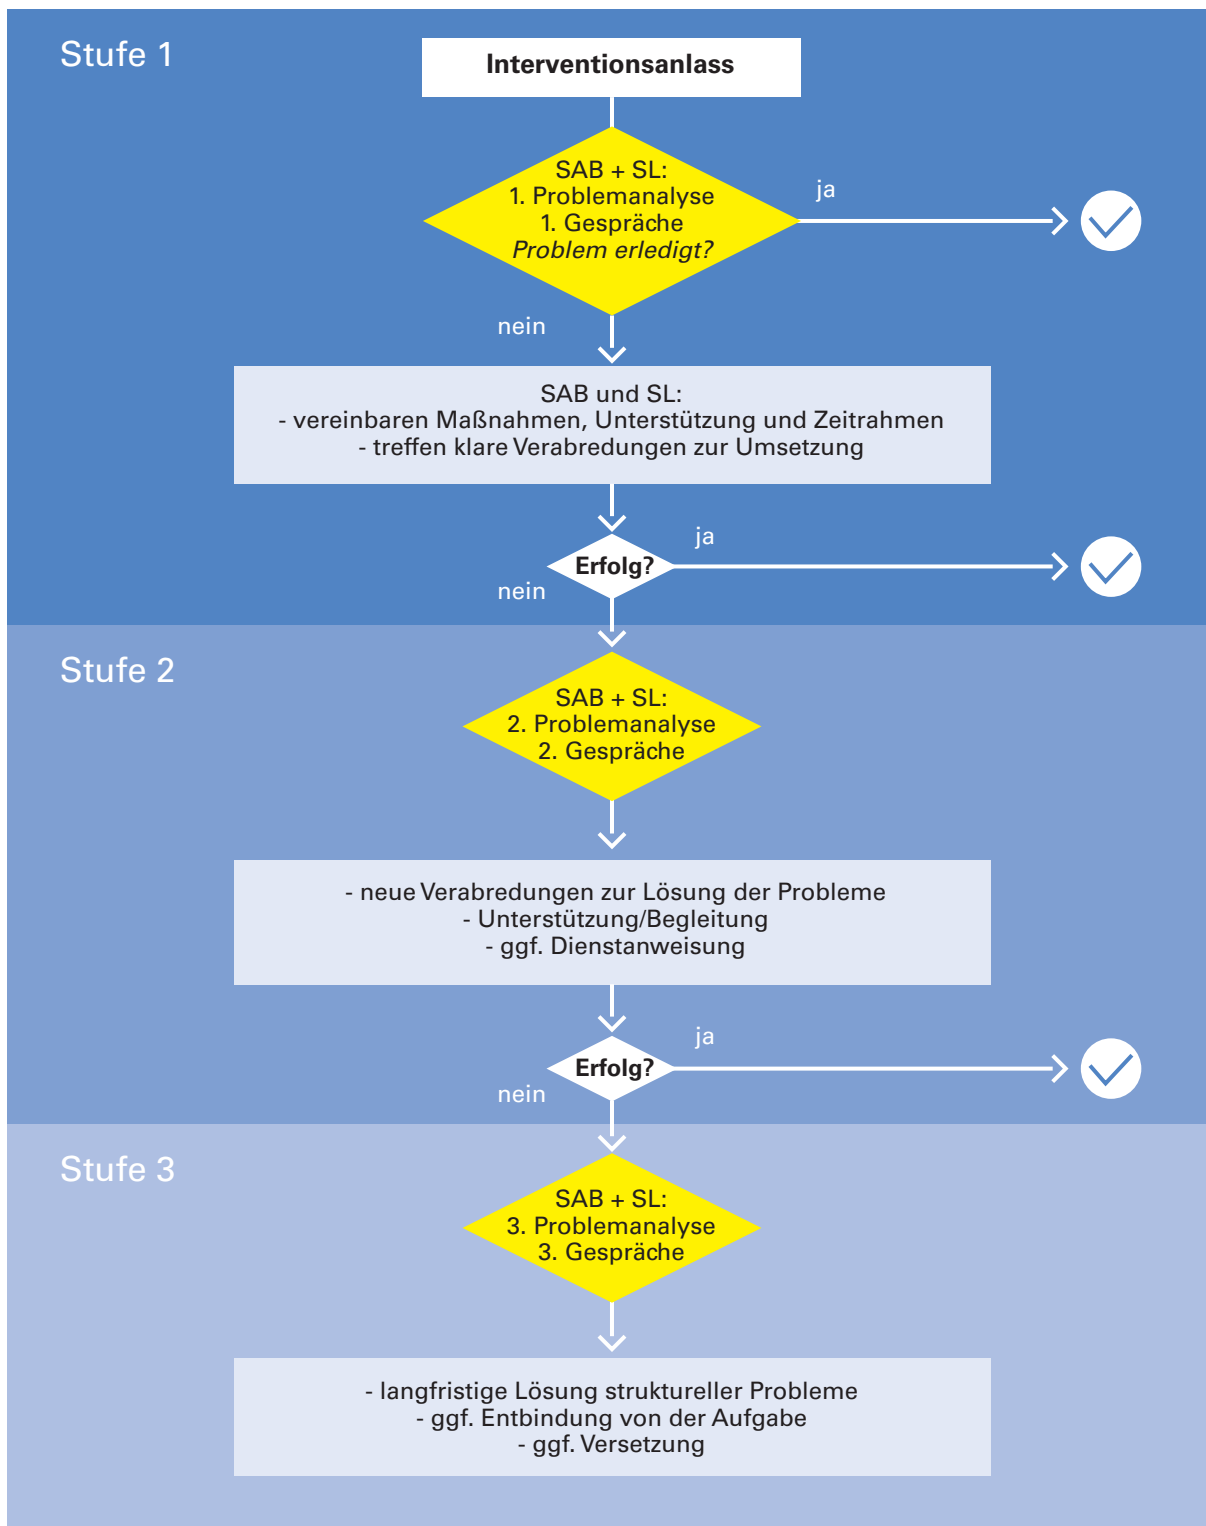 Stufe 1
Interventionsanlass
SAB + SL:
1. Problemanalyse
1. Gespräche
Problem erledigt?
ja
nein
SAB und SL:
- vereinbaren Maßnahmen, Unterstützung und Zeitrahmen
- treffen klare Verabredungen zur Umsetzung
Erfolg?
ja
nein
Stufe 2
SAB + SL:
2. Problemanalyse
2. Gespräche
- neue Verabredungen zur Lösung der Probleme
- Unterstützung/Begleitung
- ggf. Dienstanweisung
Erfolg?
ja
nein
Stufe 3
SAB + SL:
3. Problemanalyse
3. Gespräche
- langfristige Lösung struktureller Probleme
- ggf. Entbindung von der Aufgabe
- ggf. Versetzung